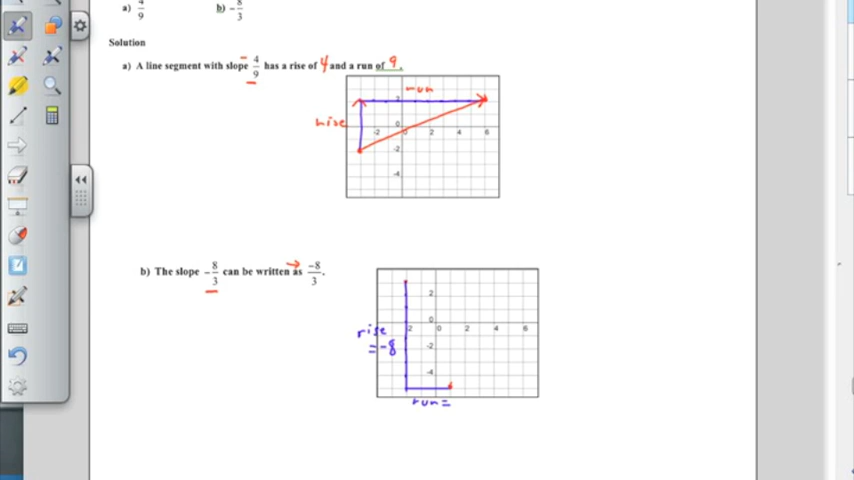 a) 4/9 b) -8/3
Solution
a) A line segment with slope 4/9 has a rise of 4 and a run of 9.
run
rise
2
-2 0 0 2 4 6
-2
-4
b) The slope -8/3 can be written as -8/3.
2
-2 0 0 2 4 6
-2
-4
rise
=-8
run=